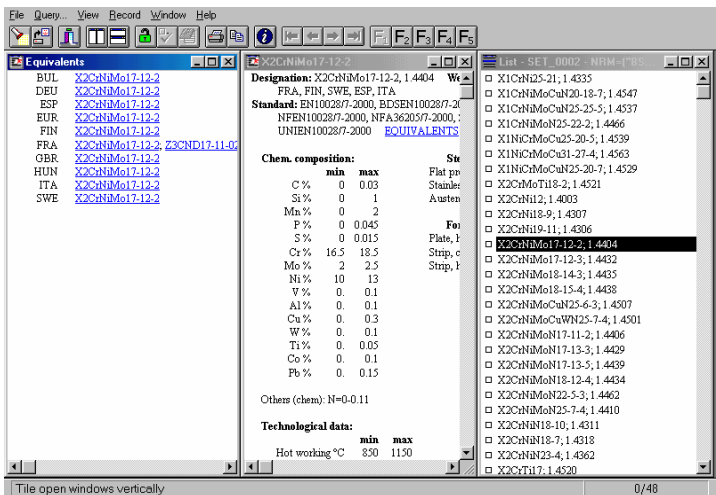 File Query... View Record Window Help
F1 F2 F3 F4 F5
Equivalents
BUL X2CrNiMo17-12-2
DEU X2CrNiMo17-12-2
ESP X2CrNiMo17-12-2
EUR X2CrNiMo17-12-2
FIN X2CrNiMo17-12-2
FRA X2CrNiMo17-12-2; Z3CND17-11-02
GBR X2CrNiMo17-12-2
HUN X2CrNiMo17-12-2
ITA X2CrNiMo17-12-2
SWE X2CrNiMo17-12-2
X2CrNiMo17-12-2
Designation: X2CrNiMo17-12-2, 1.4404 We
FRA, FIN, SWE, ESP, ITA
Standard: EN10028/7-2000, BDSEN10028/7-20
NFEN10028/7-2000, NFA36205/7-2000,
UNIEN10028/7-2000 EQUIVALENTS
Chem. composition: Ste
min max Flat pr
C % 0 0.03 Stainles
Si % 0 1 Austen
Mn % 0 2
P % 0 0.045 For
S % 0 0.015 Plate, h
Cr % 16.5 18.5 Strip, c
Mo % 2 2.5 Strip, h
Ni % 10 13
V % 0. 0.1
Al % 0. 0.1
Cu % 0. 0.3
W % 0. 0.1
Ti % 0. 0.05
Co % 0. 0.1
Pb % 0. 0.15
Others (chem): N=0-0.11
Technological data:
min max
Hot working °C 850 1150
List - SET_0002 - NRM={"BS...
X1CrNi25-21; 1.4335
X1CrNiMoCuN20-18-7; 1.4547
X1CrNiMoCuN25-25-5; 1.4537
X1CrNiMoN25-22-2; 1.4466
X1NiCrMoCu25-20-5; 1.4539
X1NiCrMoCu31-27-4; 1.4563
X1NiCrMoCuN25-20-7; 1.4529
X2CrMoTi18-2; 1.4521
X2CrNi12; 1.4003
X2CrNi18-9; 1.4307
X2CrNi19-11; 1.4306
X2CrNiMo17-12-2; 1.4404
X2CrNiMo17-12-3; 1.4432
X2CrNiMo18-14-3; 1.4435
X2CrNiMo18-15-4; 1.4438
X2CrNiMoCuN25-6-3; 1.4507
X2CrNiMoCuWN25-7-4; 1.4501
X2CrNiMoN17-11-2; 1.4406
X2CrNiMoN17-13-3; 1.4429
X2CrNiMoN17-13-5; 1.4439
X2CrNiMoN18-12-4; 1.4434
X2CrNiMoN22-5-3; 1.4462
X2CrNiMoN25-7-4; 1.4410
X2CrNiN18-10; 1.4311
X2CrNiN18-7; 1.4318
X2CrNiN23-4; 1.4362
X2CrTi17; 1.4520
Tile open windows vertically 0/48